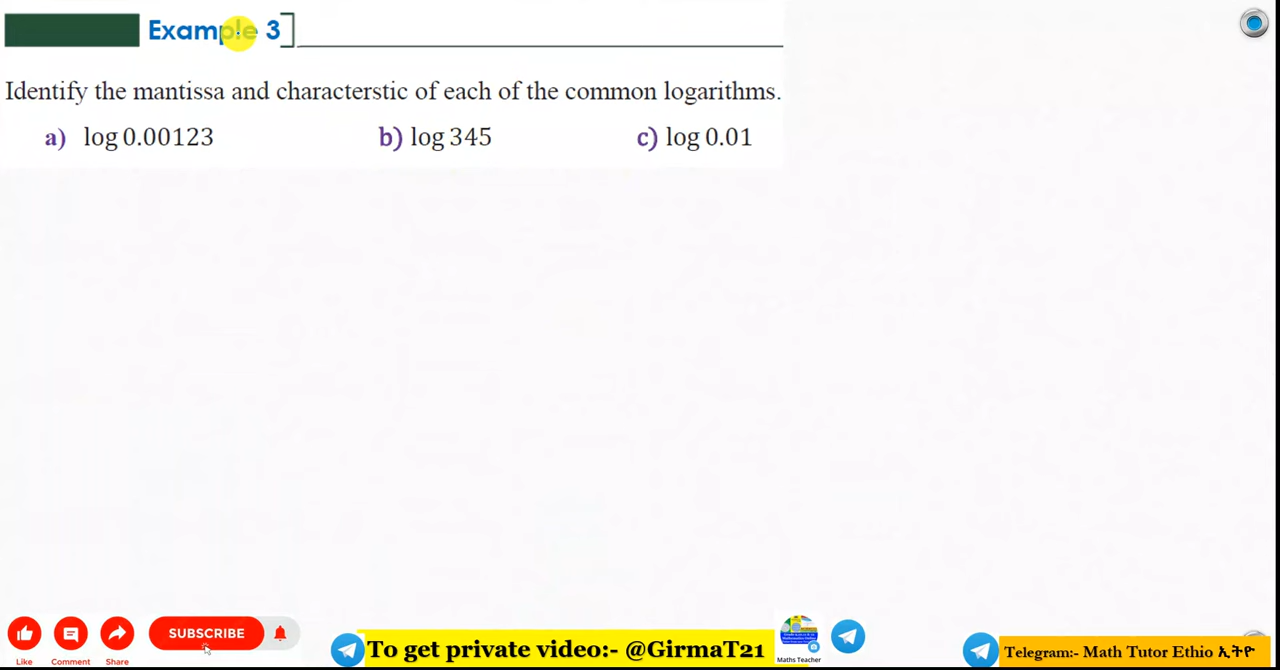 Example 3
Identify the mantissa and characterstic of each of the common logarithms.
a) log 0.00123 b) log 345 c) log 0.01
Like Comment Share SUBSCRIBE
To get private video:- @GirmaT21
Maths Teacher
Telegram:- Math Tutor Ethio ኢትዮ